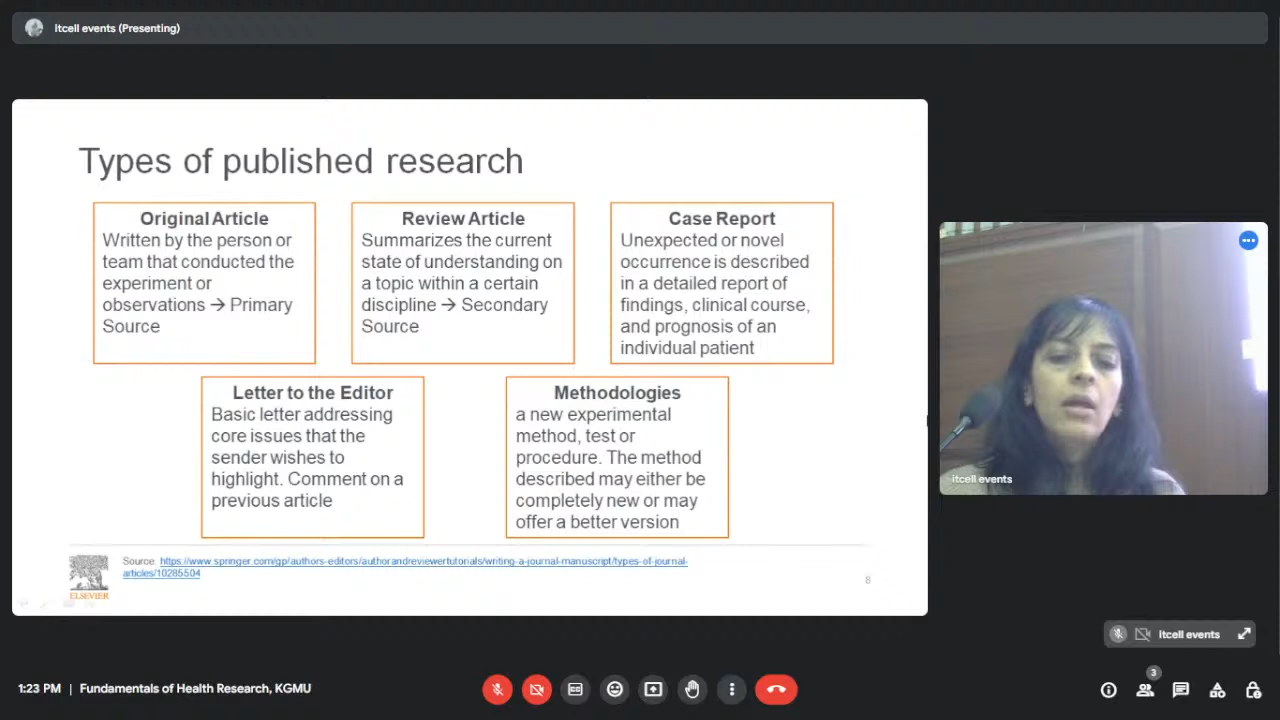 Itcell events (Presenting)
Types of published research
Original Article
Written by the person or
team that conducted the
experiment or
observations → Primary
Source
Review Article
Summarizes the current
state of understanding on
a topic within a certain
discipline → Secondary
Source
Case Report
Unexpected or novel
occurrence is described
in a detailed report of
findings, clinical course,
and prognosis of an
individual patient
Letter to the Editor
Basic letter addressing
core issues that the
sender wishes to
highlight. Comment on a
previous article
Methodologies
a new experimental
method, test or
procedure. The method
described may either be
completely new or may
offer a better version
ELSEVIER
Source: https://www.springer.com/gp/authors-editors/authorandreviewertutorials/writing-a-journal-manuscript/types-of-journal-
articles/10285504
8
itcell events
Itcell events
1:23 PM | Fundamentals of Health Research, KGMU
3